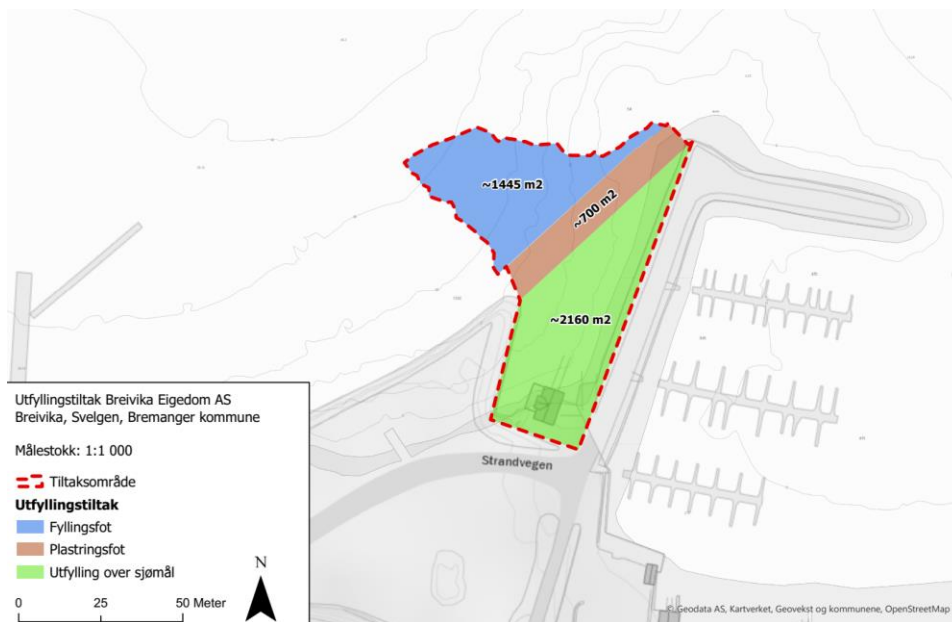 ~1445 m2
~700 m2
~2160 m2
Strandvegen
Utfyllingstiltak Breivika Eigedom AS
Breivika, Svelgen, Bremanger kommune
Målestokk: 1:1 000
Tiltaksområde
Utfyllingstiltak
Fyllingsfot
Plastringsfot
Utfylling over sjømål
N
0 25 50 Meter
© Geodata AS, Kartverket, Geovekst og kommunene, OpenStreetMap